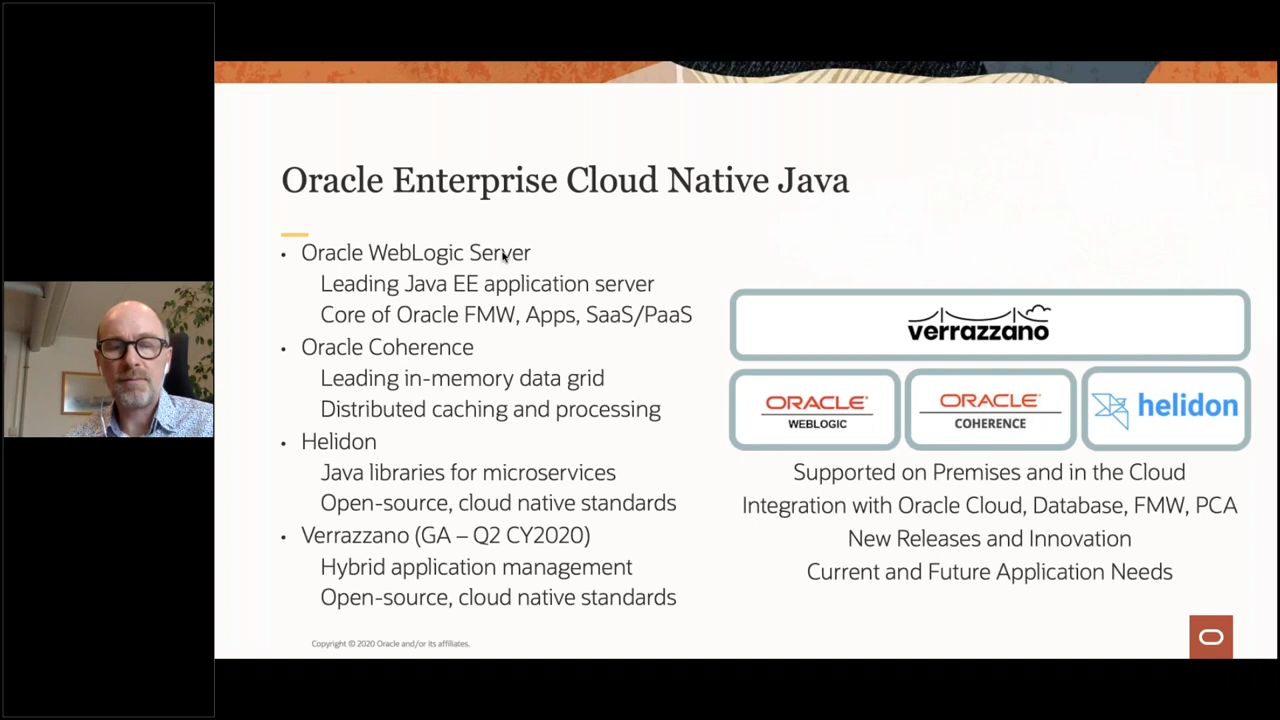 Oracle Enterprise Cloud Native Java
• Oracle WebLogic Server
Leading Java EE application server
Core of Oracle FMW, Apps, SaaS/PaaS
• Oracle Coherence
Leading in-memory data grid
Distributed caching and processing
• Helidon
Java libraries for microservices
Open-source, cloud native standards
• Verrazzano (GA – Q2 CY2020)
Hybrid application management
Open-source, cloud native standards
verrazzano
ORACLE®
WEBLOGIC
ORACLE®
COHERENCE
helidon
Supported on Premises and in the Cloud
Integration with Oracle Cloud, Database, FMW, PCA
New Releases and Innovation
Current and Future Application Needs
Copyright © 2020 Oracle and/or its affiliates.